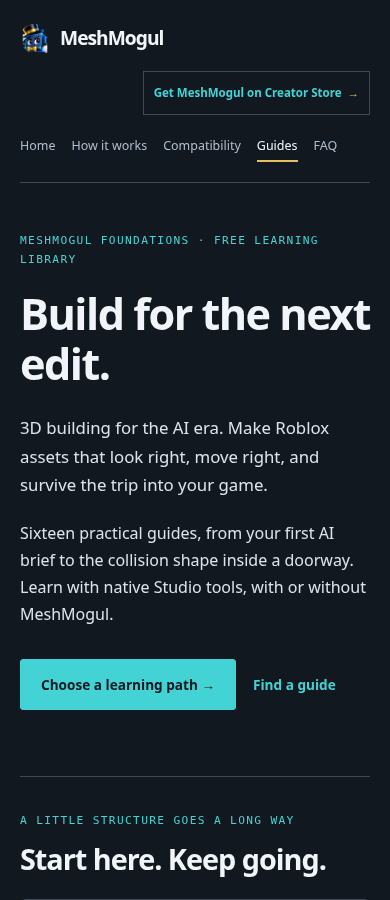 MeshMogul
Get MeshMogul on Creator Store →
Home How it works Compatibility Guides FAQ
MESHMOGUL FOUNDATIONS · FREE LEARNING
LIBRARY
Build for the next
edit.
3D building for the AI era. Make Roblox
assets that look right, move right, and
survive the trip into your game.
Sixteen practical guides, from your first AI
brief to the collision shape inside a doorway.
Learn with native Studio tools, with or without
MeshMogul.
Choose a learning path → Find a guide
A LITTLE STRUCTURE GOES A LONG WAY
Start here. Keep going.